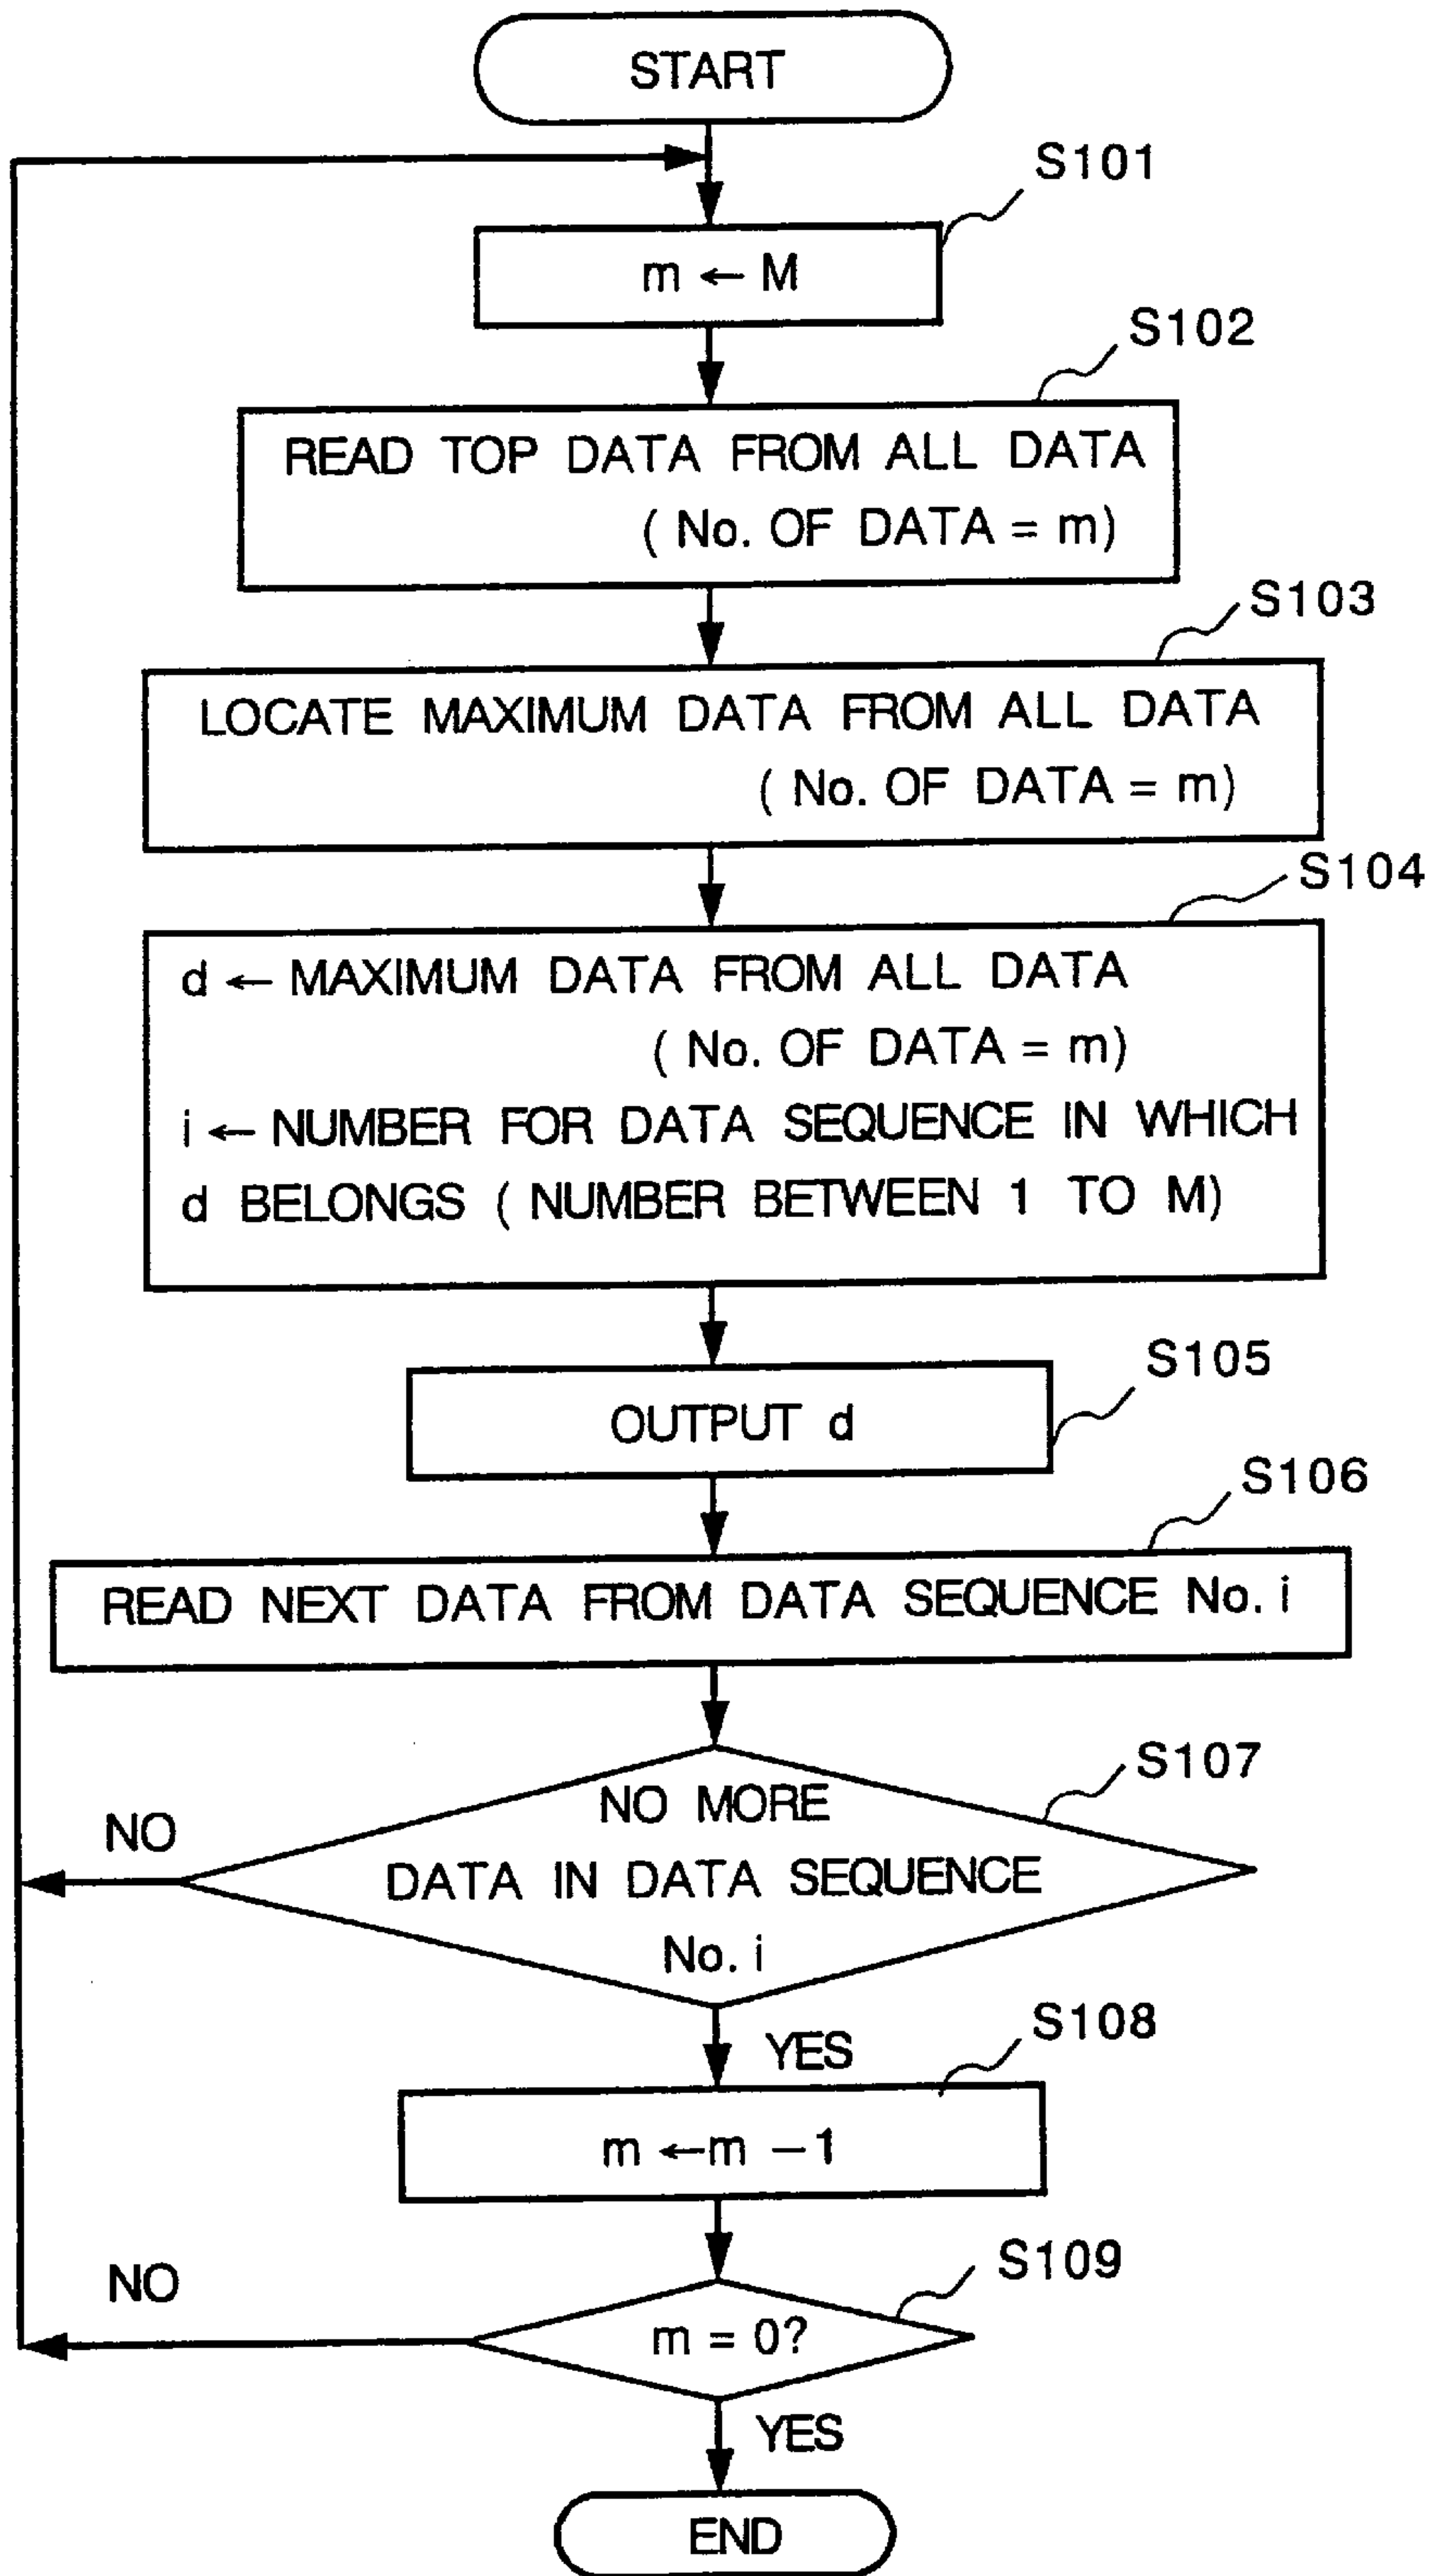 START
S101
m ← M
S102
READ TOP DATA FROM ALL DATA
( No. OF DATA = m)
S103
LOCATE MAXIMUM DATA FROM ALL DATA
( No. OF DATA = m)
S104
d ← MAXIMUM DATA FROM ALL DATA
( No. OF DATA = m)
i ← NUMBER FOR DATA SEQUENCE IN WHICH
d BELONGS ( NUMBER BETWEEN 1 TO M)
S105
OUTPUT d
S106
READ NEXT DATA FROM DATA SEQUENCE No. i
S107
NO MORE
NO
DATA IN DATA SEQUENCE
No. i
S108
YES
m ← m − 1
S109
NO
m = 0?
YES
END